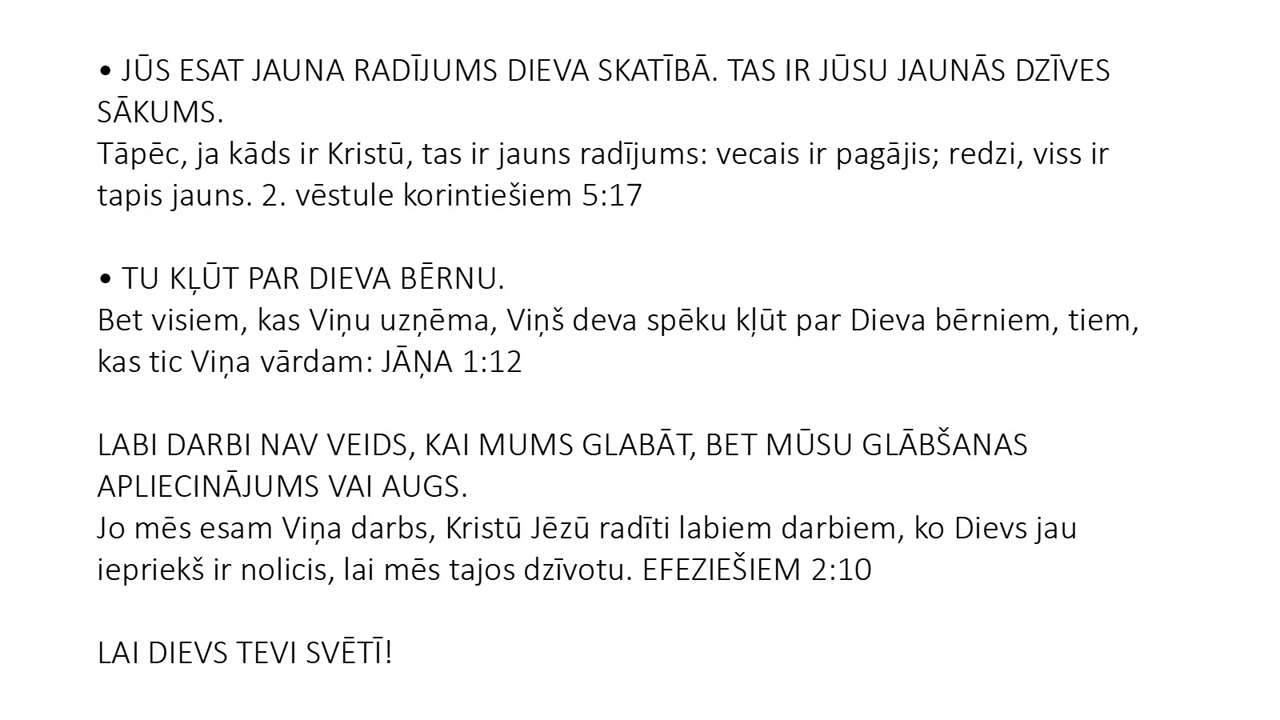 • JŪS ESAT JAUNA RADĪJUMS DIEVA SKATĪBĀ. TAS IR JŪSU JAUNĀS DZĪVES
SĀKUMS.
Tāpēc, ja kāds ir Kristū, tas ir jauns radījums: vecais ir pagājis; redzi, viss ir
tapis jauns. 2. vēstule korintiešiem 5:17
• TU KĻŪT PAR DIEVA BĒRNU.
Bet visiem, kas Viņu uzņēma, Viņš deva spēku kļūt par Dieva bērniem, tiem,
kas tic Viņa vārdam: JĀŅA 1:12
LABI DARBI NAV VEIDS, KAI MUMS GLABĀT, BET MŪSU GLĀBŠANAS
APLIECINĀJUMS VAI AUGS.
Jo mēs esam Viņa darbs, Kristū Jēzū radīti labiem darbiem, ko Dievs jau
iepriekš ir nolicis, lai mēs tajos dzīvotu. EFEZIEŠIEM 2:10
LAI DIEVS TEVI SVĒTĪ!